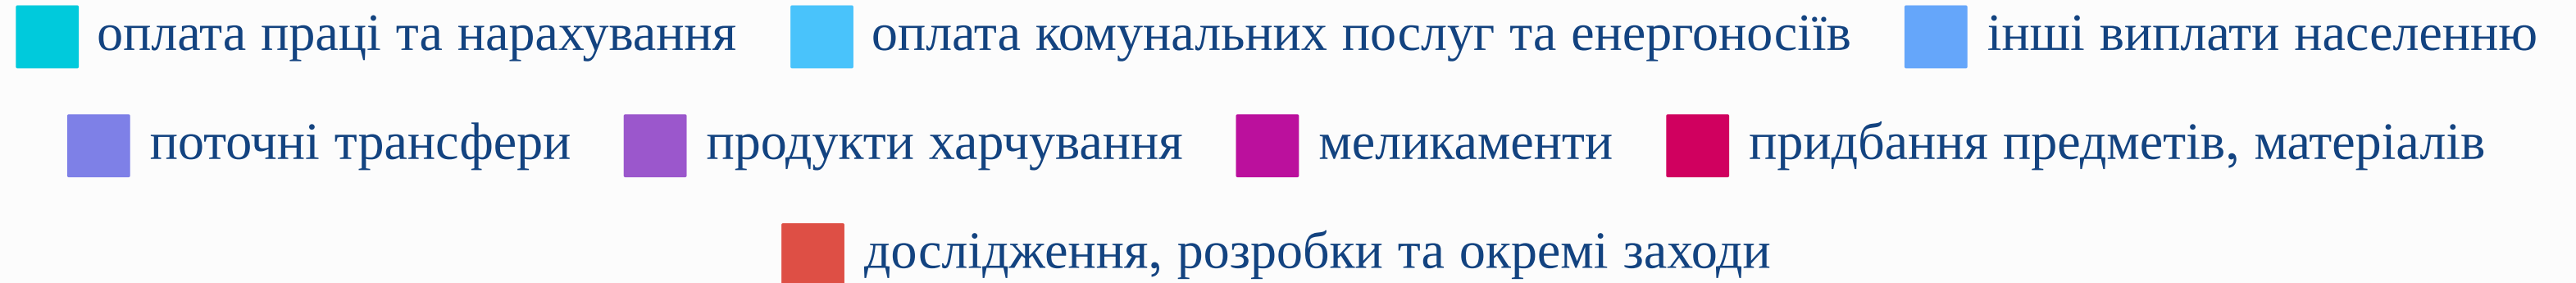 оплата праці та нарахування оплата комунальних послуг та енергоносіїв інші виплати населенню
поточні трансфери продукти харчування меликаменти придбання предметів, матеріалів
дослідження, розробки та окремі заходи